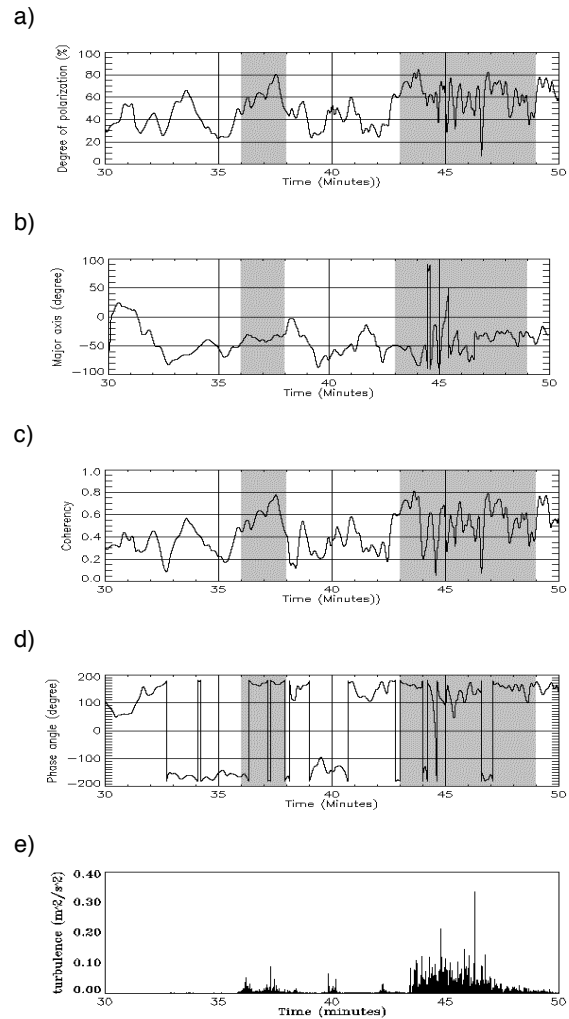 a)
Degree of polarization (%)
100
80
60
40
20
0
30 35 40 45 50
Time (Minutes))
b)
Major axis (degree)
100
50
0
−50
−100
30 35 40 45 50
Time (Minutes)
c)
Coherency
1.0
0.8
0.6
0.4
0.2
0.0
30 35 40 45 50
Time (Minutes))
d)
Phase angle (degree)
200
100
0
−100
−200
30 35 40 45 50
Time (Minutes)
e)
turbulence (m^2/s^2)
0.40
0.30
0.20
0.10
0.00
30 35 40 45 50
Time (minutes)